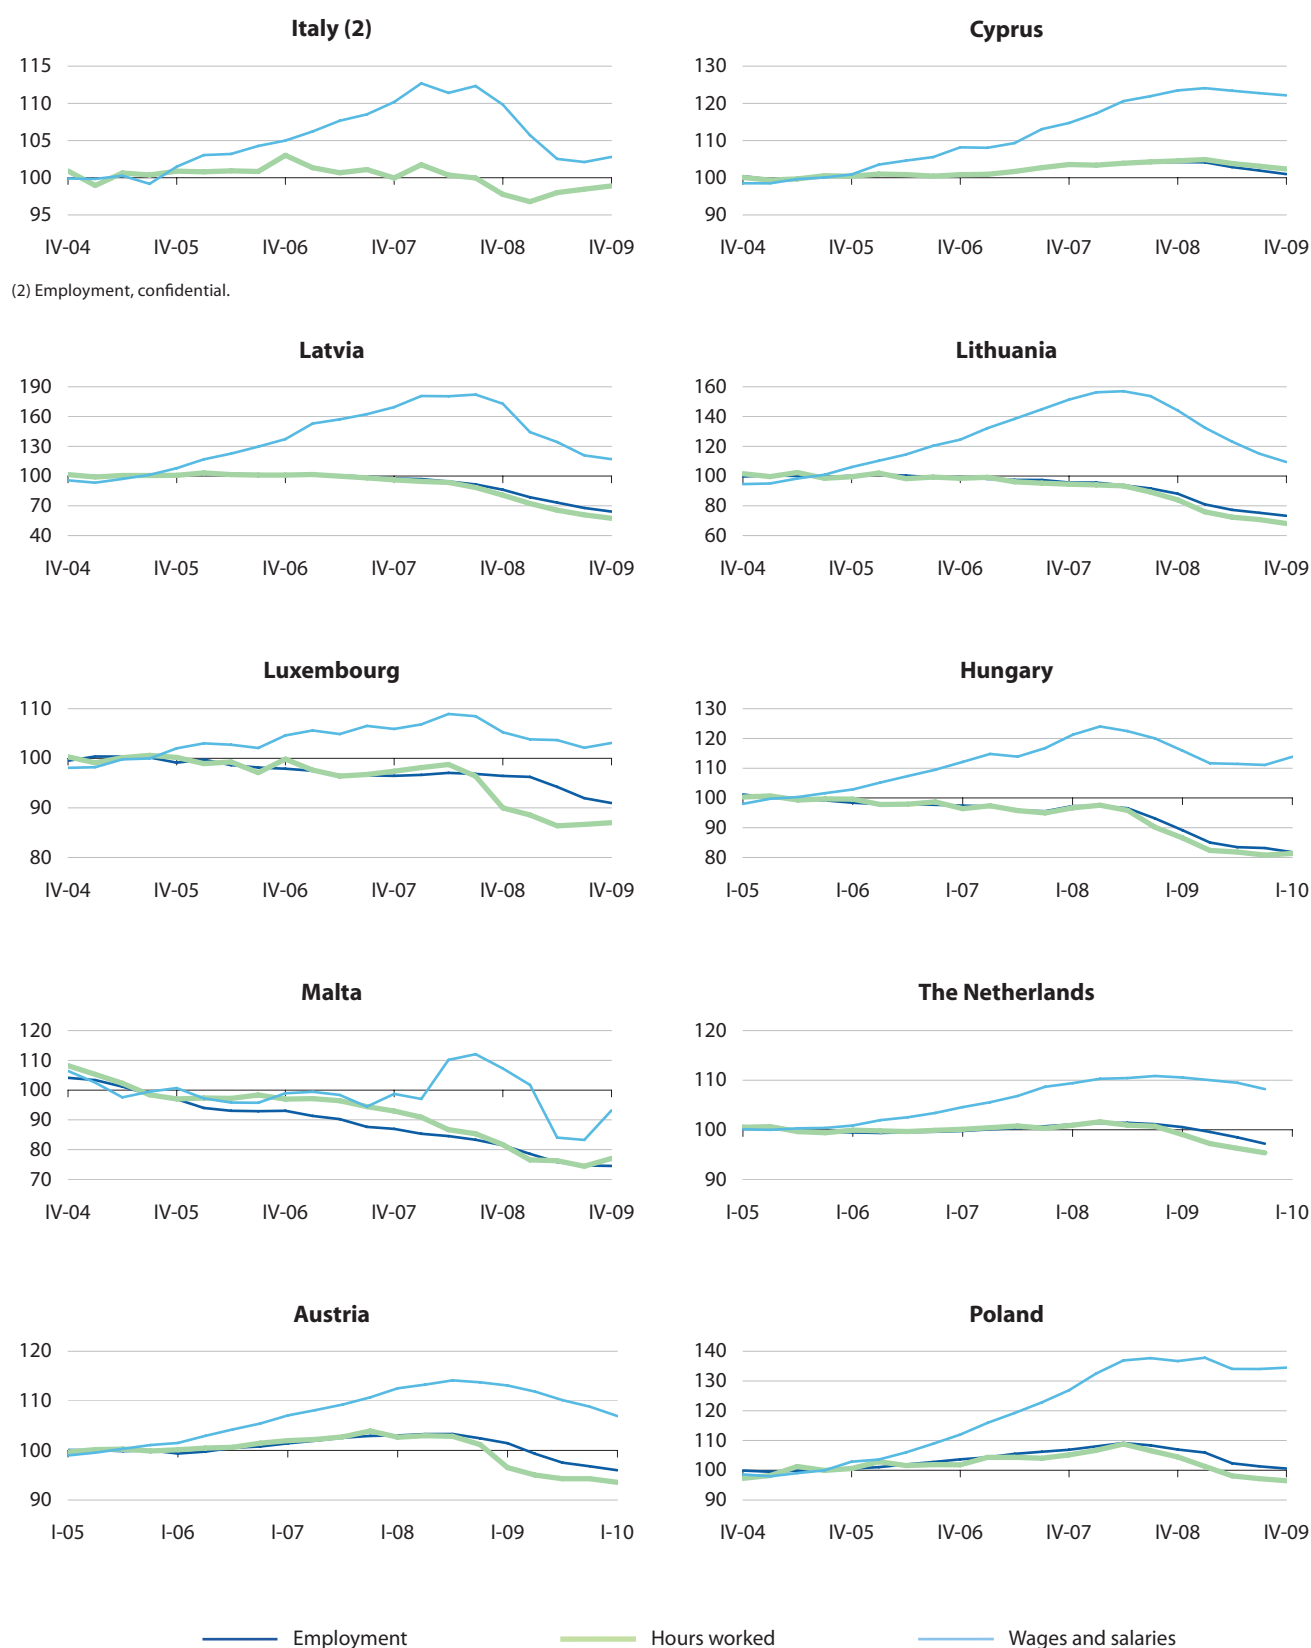 Italy (2)
115
110
105
100
95
IV-04 IV-05 IV-06 IV-07 IV-08 IV-09
(2) Employment, confidential.
Cyprus
130
120
110
100
90
IV-04 IV-05 IV-06 IV-07 IV-08 IV-09
Latvia
190
160
130
100
70
40
IV-04 IV-05 IV-06 IV-07 IV-08 IV-09
Lithuania
160
140
120
100
80
60
IV-04 IV-05 IV-06 IV-07 IV-08 IV-09
Luxembourg
110
100
90
80
IV-04 IV-05 IV-06 IV-07 IV-08 IV-09
Hungary
130
120
110
100
90
80
I-05 I-06 I-07 I-08 I-09 I-10
Malta
120
110
100
90
80
70
IV-04 IV-05 IV-06 IV-07 IV-08 IV-09
The Netherlands
120
110
100
90
I-05 I-06 I-07 I-08 I-09 I-10
Austria
120
110
100
90
I-05 I-06 I-07 I-08 I-09 I-10
Poland
140
130
120
110
100
90
IV-04 IV-05 IV-06 IV-07 IV-08 IV-09
Employment Hours worked Wages and salaries